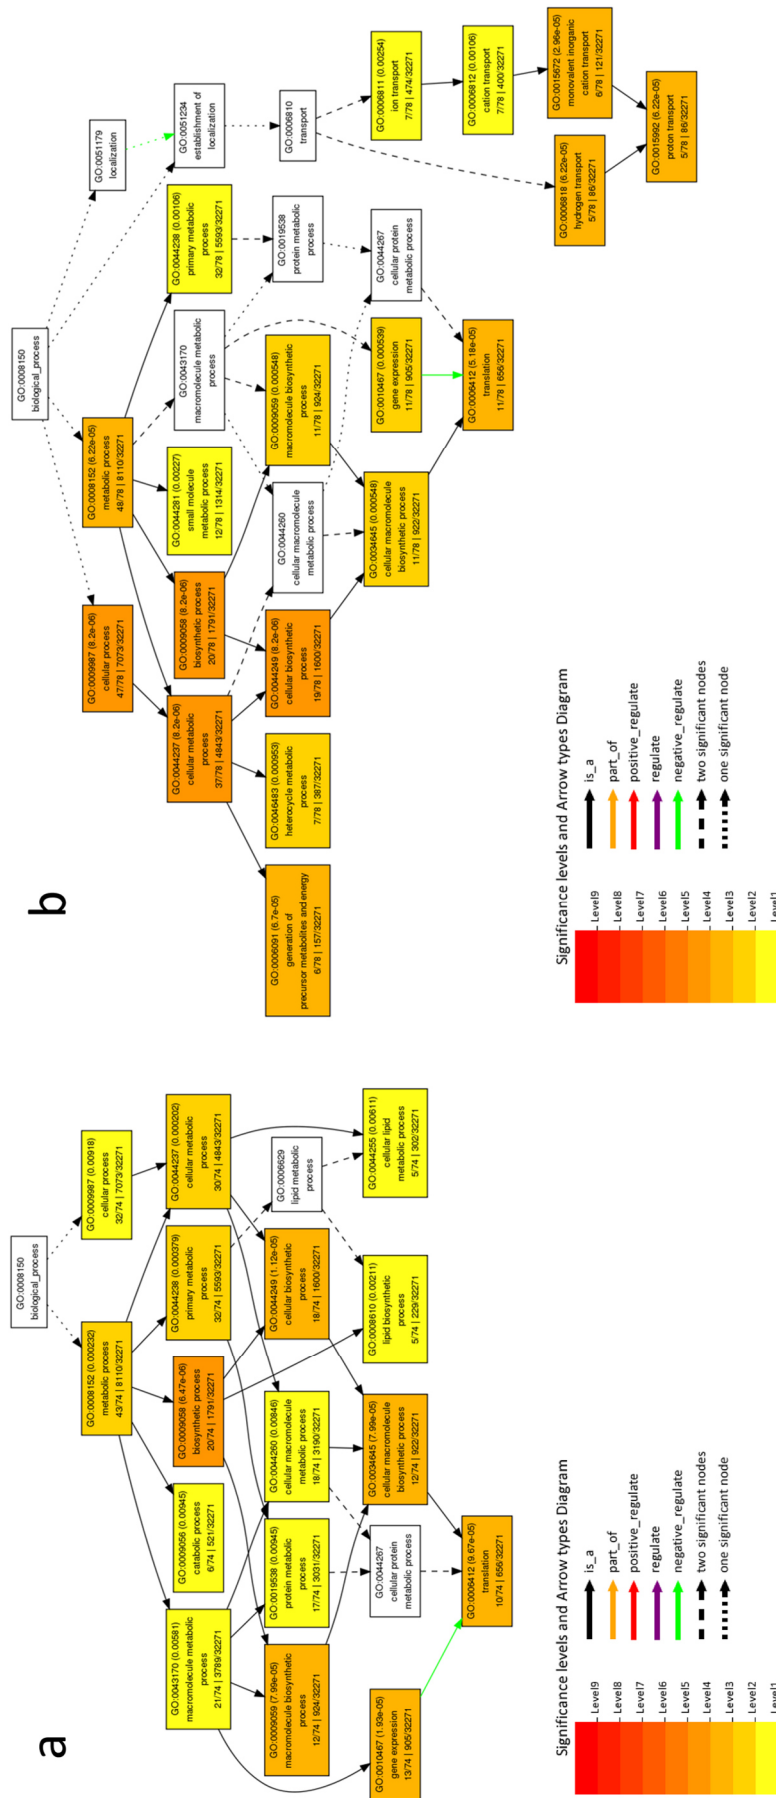 a
GO:0008150
biological_process
GO:0008152 (0.000232)
metabolic process
43/74 | 8110/32271
GO:0009987 (0.00918)
cellular process
32/74 | 7073/32271
GO:0043170 (0.00581)
macromolecule metabolic
process
21/74 | 3789/32271
GO:0009056 (0.00945)
catabolic process
6/74 | 521/32271
GO:0009058 (6.47e-06)
biosynthetic process
20/74 | 1791/32271
GO:0044238 (0.000379)
primary metabolic
process
32/74 | 5593/32271
GO:0044237 (0.000202)
cellular metabolic
process
30/74 | 4843/32271
GO:0009059 (7.99e-05)
macromolecule biosynthetic
process
12/74 | 924/32271
GO:0019538 (0.00945)
protein metabolic
process
17/74 | 3031/32271
GO:0044260 (0.00846)
cellular macromolecule
metabolic process
18/74 | 3190/32271
GO:0044249 (1.12e-05)
cellular biosynthetic
process
18/74 | 1600/32271
GO:0006629
lipid metabolic
process
GO:0010467 (1.93e-05)
gene expression
13/74 | 905/32271
GO:0044267
cellular protein
metabolic process
GO:0034645 (7.99e-05)
cellular macromolecule
biosynthetic process
12/74 | 922/32271
GO:0008610 (0.00211)
lipid biosynthetic
process
5/74 | 229/32271
GO:0044255 (0.00611)
cellular lipid
metabolic process
5/74 | 302/32271
GO:0006412 (9.67e-05)
translation
10/74 | 656/32271
Significance levels and Arrow types Diagram
Level9
Level8
Level7
Level6
Level5
Level4
Level3
Level2
Level1
is_a
part_of
positive_regulate
regulate
negative_regulate
two significant nodes
one significant node
b
GO:0008150
biological_process
GO:0009987 (8.2e-06)
cellular process
47/78 | 7073/32271
GO:0008152 (6.22e-05)
metabolic process
48/78 | 8110/32271
GO:0051179
localization
GO:0044237 (8.2e-06)
cellular metabolic
process
37/78 | 4843/32271
GO:0009058 (8.2e-06)
biosynthetic process
20/78 | 1791/32271
GO:0044281 (0.00227)
small molecule
metabolic process
12/78 | 1314/32271
GO:0043170
macromolecule metabolic
process
GO:0044238 (0.00106)
primary metabolic
process
32/78 | 5593/32271
GO:0051234
establishment of
localization
GO:0006091 (6.7e-05)
generation of
precursor metabolites and energy
6/78 | 157/32271
GO:0046483 (0.000953)
heterocycle metabolic
process
7/78 | 387/32271
GO:0044249 (8.2e-06)
cellular biosynthetic
process
19/78 | 1600/32271
GO:0044260
cellular macromolecule
metabolic process
GO:0009059 (0.000548)
macromolecule biosynthetic
process
11/78 | 924/32271
GO:0019538
protein metabolic
process
GO:0006810
transport
GO:0034645 (0.000548)
cellular macromolecule
biosynthetic process
11/78 | 922/32271
GO:0010467 (0.000539)
gene expression
11/78 | 905/32271
GO:0044267
cellular protein
metabolic process
GO:0006811 (0.00254)
ion transport
7/78 | 474/32271
GO:0006412 (5.18e-05)
translation
11/78 | 656/32271
GO:0006812 (0.00106)
cation transport
7/78 | 400/32271
GO:0006818 (6.22e-05)
hydrogen transport
5/78 | 86/32271
GO:0015672 (2.96e-05)
monovalent inorganic
cation transport
6/78 | 121/32271
GO:0015992 (6.22e-05)
proton transport
5/78 | 86/32271
Significance levels and Arrow types Diagram
Level9
Level8
Level7
Level6
Level5
Level4
Level3
Level2
Level1
is_a
part_of
positive_regulate
regulate
negative_regulate
two significant nodes
one significant node